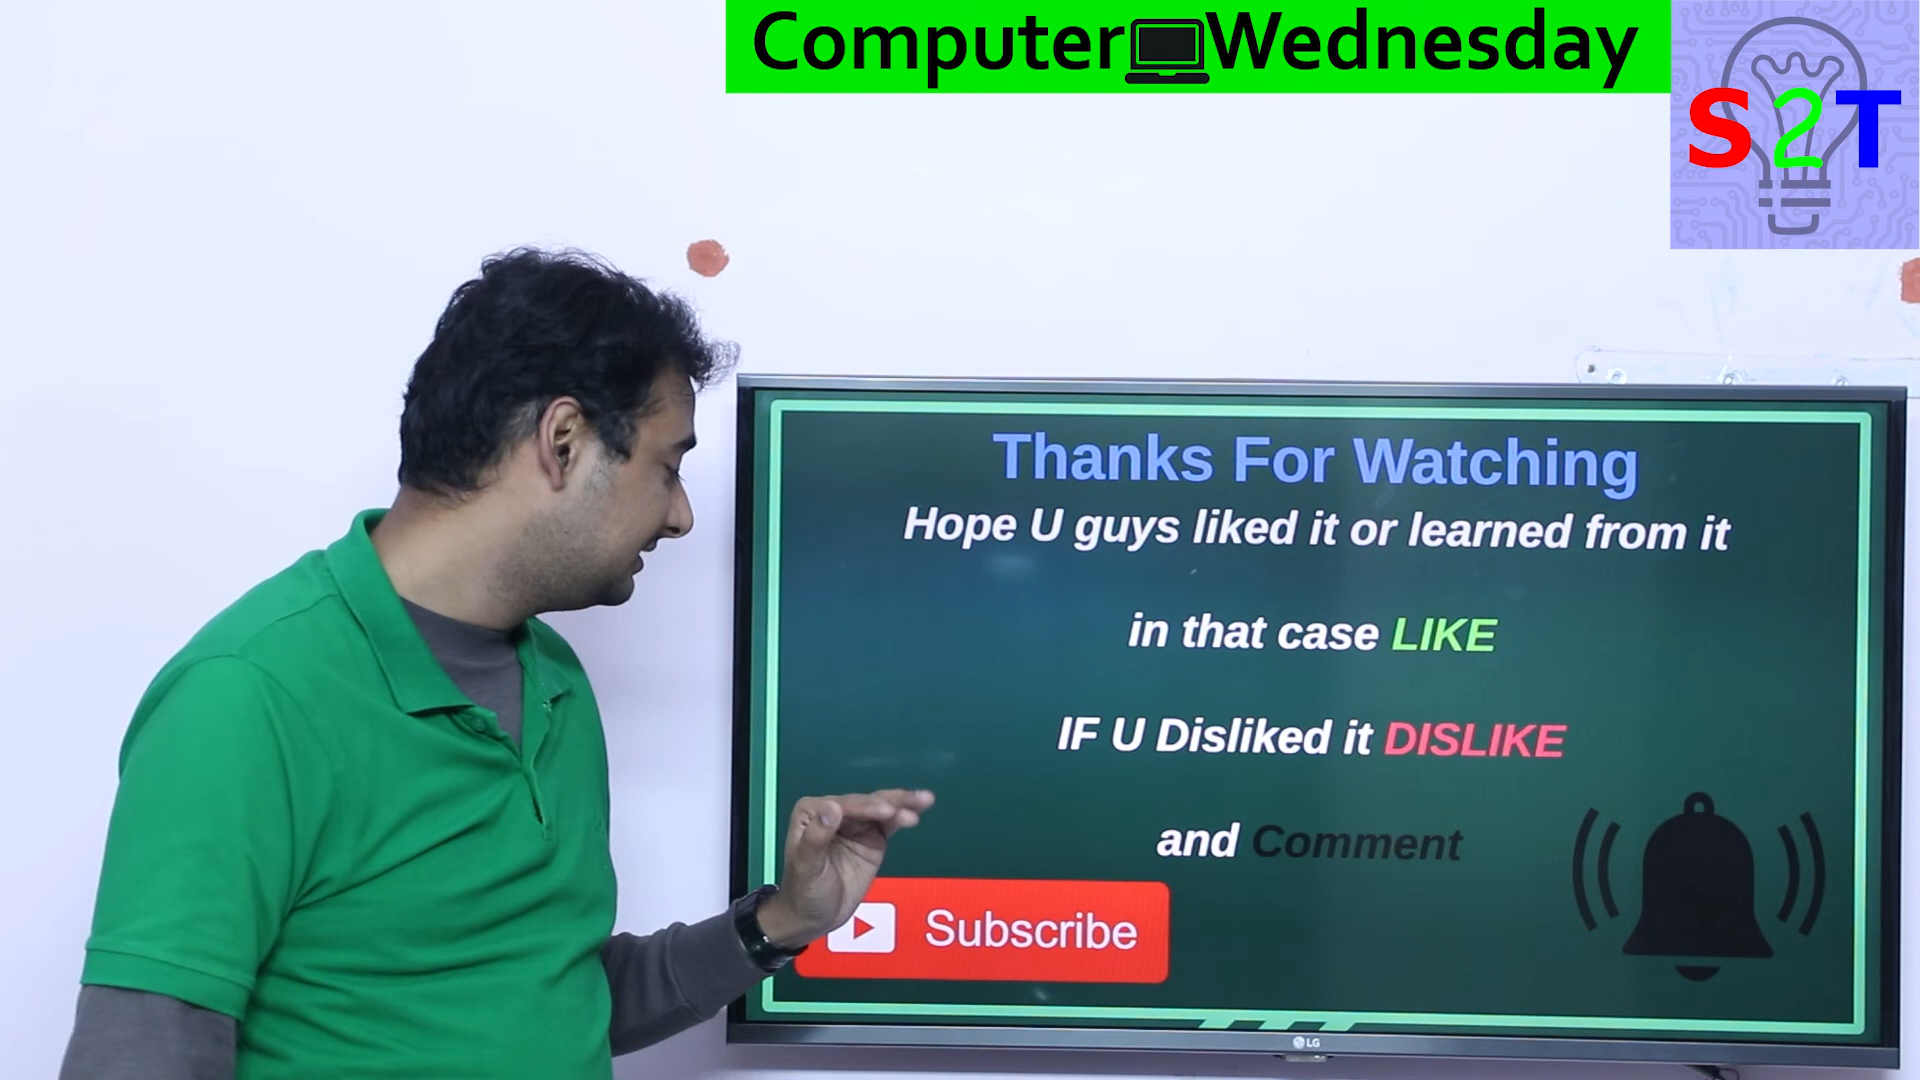 Computer Wednesday
S2T
Thanks For Watching
Hope U guys liked it or learned from it
in that case LIKE
IF U Disliked it DISLIKE
and Comment
Subscribe
LG